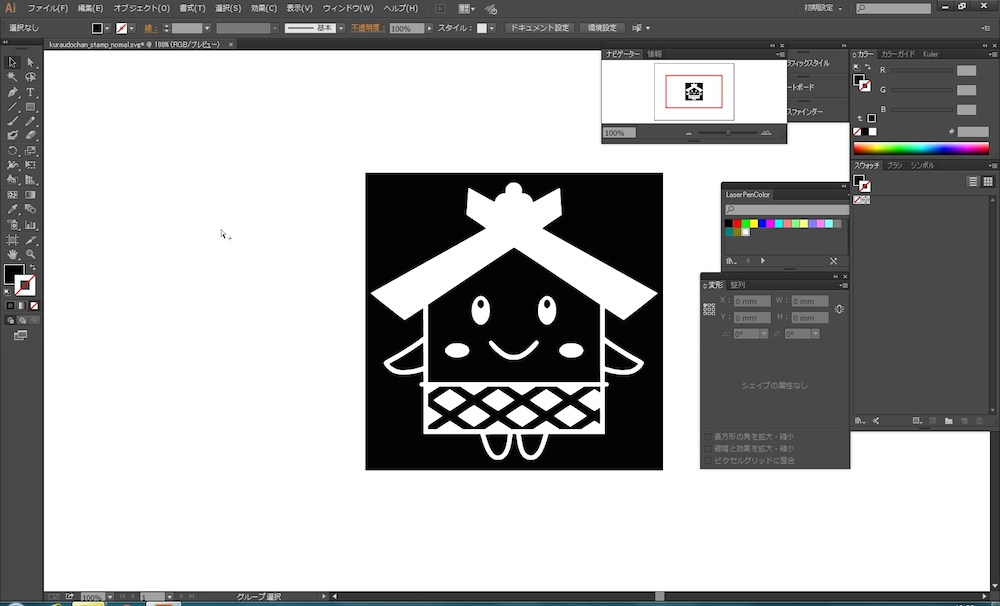 Ai ファイル(F) 編集(E) オブジェクト(O) 書式(T) 選択(S) 効果(C) 表示(V) ウィンドウ(W) ヘルプ(H) 初期設定
選択なし 線： 基本 不透明度： 100% スタイル： ドキュメント設定 環境設定
kuraudochan_stamp_nomal.svg* @ 100% (RGB/プレビュー) ×
ナビゲーター 情報
100%
ラフィックスタイル
ートボード
スファインダー
カラー カラーガイド Kuler
R
G
B
#
スウォッチ ブラシ シンボル
LaserPenColor
変形 整列
X： 0 mm W： 0 mm
Y： 0 mm H： 0 mm
0° 0°
シェイプの属性なし
長方形の角を拡大・縮小
線幅と効果を拡大・縮小
ピクセルグリッドに整合
100% 1 グループ選択